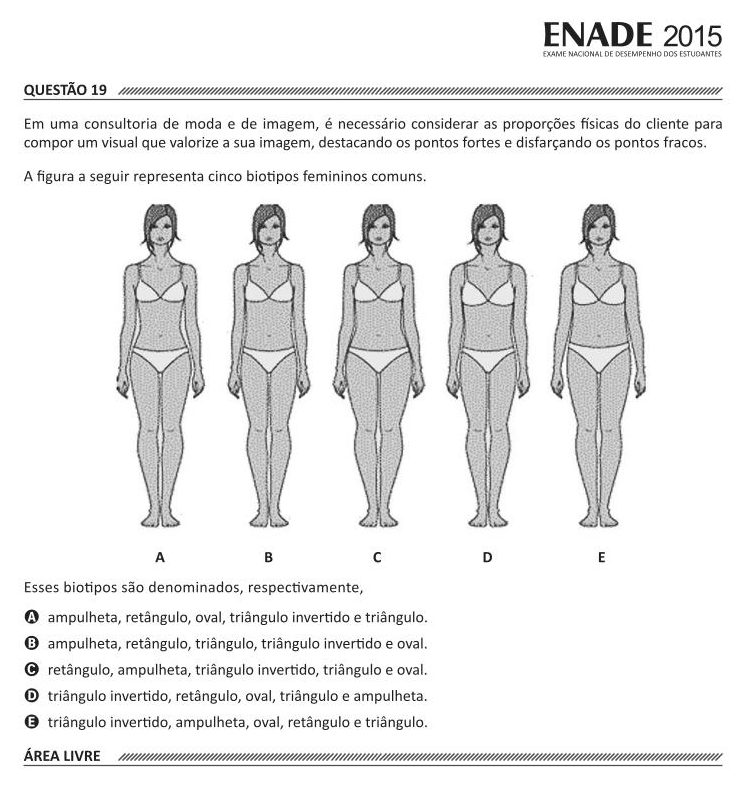 ENADE 2015
EXAME NACIONAL DE DESEMPENHO DOS ESTUDANTES
QUESTÃO 19
Em uma consultoria de moda e de imagem, é necessário considerar as proporções físicas do cliente para
compor um visual que valorize a sua imagem, destacando os pontos fortes e disfarçando os pontos fracos.
A figura a seguir representa cinco biotipos femininos comuns.
A B C D E
Esses biotipos são denominados, respectivamente,
A ampulheta, retângulo, oval, triângulo invertido e triângulo.
B ampulheta, retângulo, triângulo, triângulo invertido e oval.
C retângulo, ampulheta, triângulo invertido, triângulo e oval.
D triângulo invertido, retângulo, oval, triângulo e ampulheta.
E triângulo invertido, ampulheta, oval, retângulo e triângulo.
ÁREA LIVRE